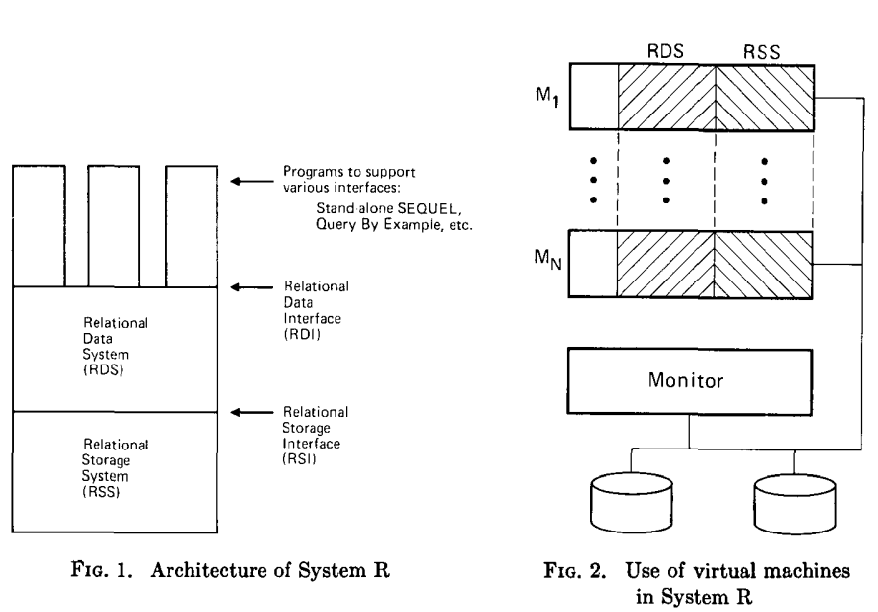 Programs to support
various interfaces:
Stand-alone SEQUEL,
Query By Example, etc.
Relational
Data
Interface
(RDI)
Relational
Data
System
(RDS)
Relational
Storage
Interface
(RSI)
Relational
Storage
System
(RSS)
FIG. 1. Architecture of System R
RDS RSS
M1
MN
Monitor
FIG. 2. Use of virtual machines
in System R